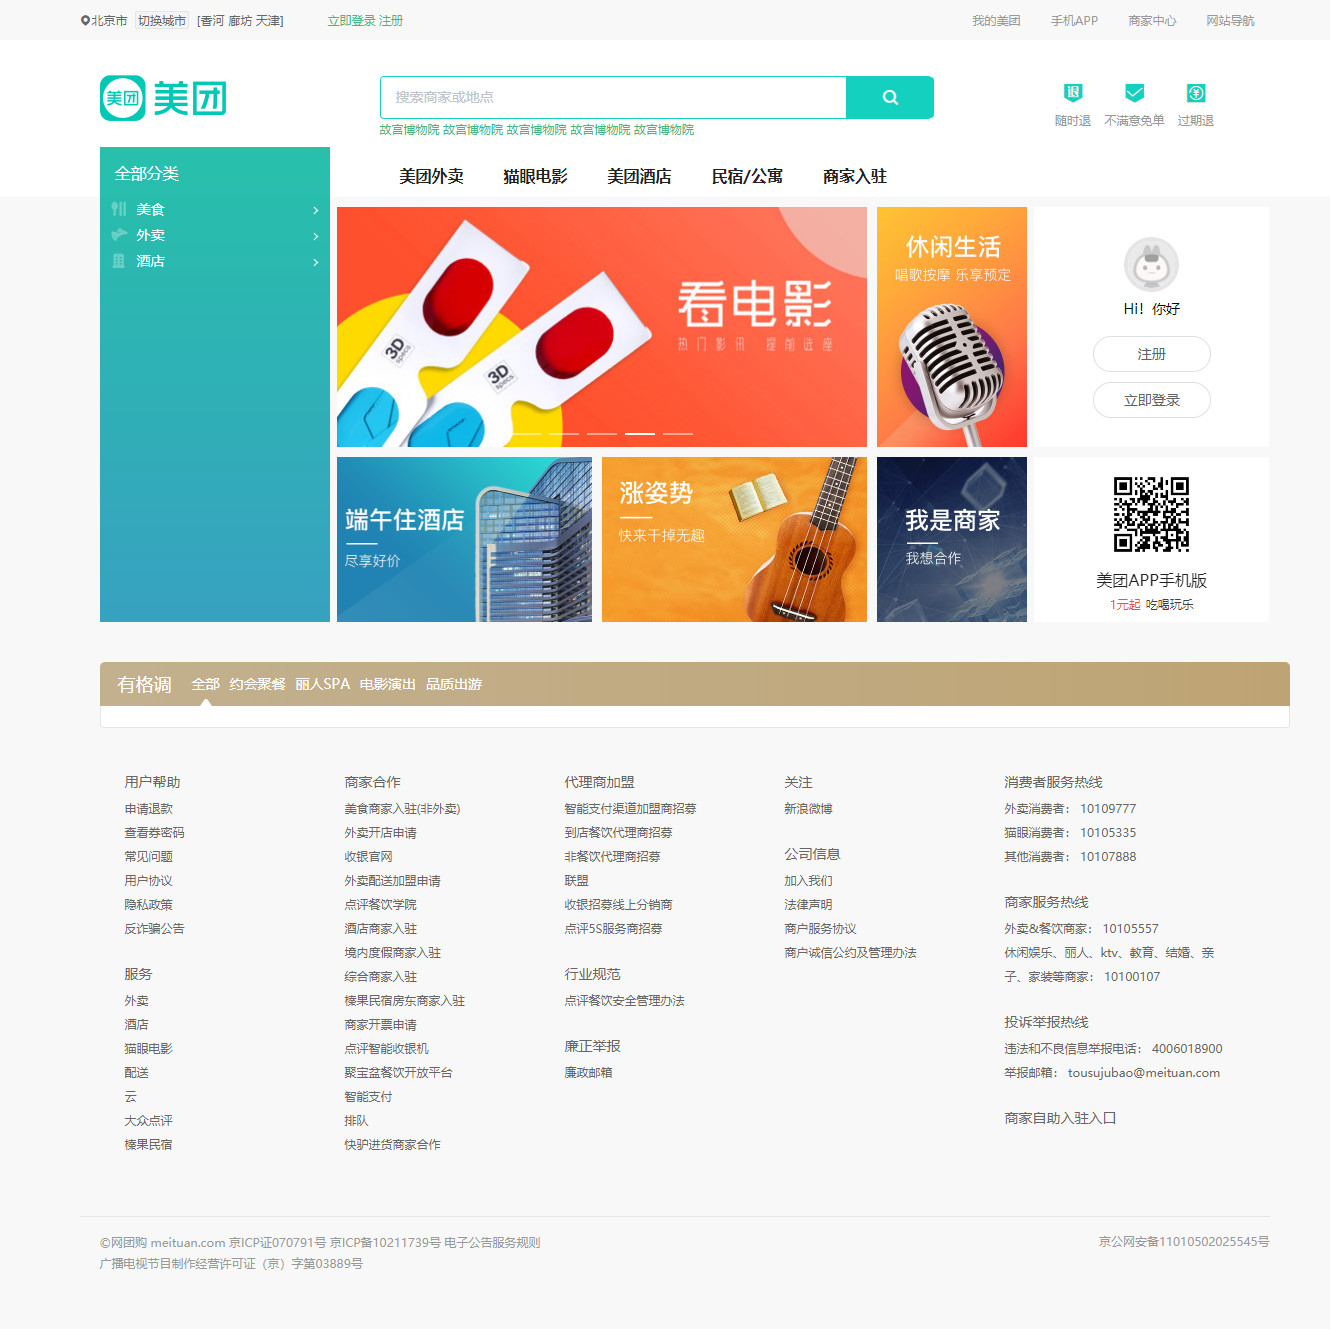 北京市 切换城市 [香河 廊坊 天津] 立即登录 注册 我的美团 手机APP 商家中心 网站导航
美团 美团
搜索商家或地点
故宫博物院 故宫博物院 故宫博物院 故宫博物院 故宫博物院
随时退 不满意免单 过期退
全部分类
美团外卖 猫眼电影 美团酒店 民宿/公寓 商家入驻
美食
外卖
酒店
看电影
热门影讯 提前选座
3D
specs
3D
specs
休闲生活
唱歌按摩 乐享预定
Hi！你好
注册
立即登录
端午住酒店
尽享好价
涨姿势
快来干掉无趣
我是商家
我想合作
美团APP手机版
1元起 吃喝玩乐
有格调 全部 约会聚餐 丽人SPA 电影演出 品质出游
用户帮助
申请退款
查看券密码
常见问题
用户协议
隐私政策
反诈骗公告
服务
外卖
酒店
猫眼电影
配送
云
大众点评
榛果民宿
商家合作
美食商家入驻(非外卖)
外卖开店申请
收银官网
外卖配送加盟申请
点评餐饮学院
酒店商家入驻
境内度假商家入驻
综合商家入驻
榛果民宿房东商家入驻
商家开票申请
点评智能收银机
聚宝盆餐饮开放平台
智能支付
排队
快驴进货商家合作
代理商加盟
智能支付渠道加盟商招募
到店餐饮代理商招募
非餐饮代理商招募
联盟
收银招募线上分销商
点评5S服务商招募
行业规范
点评餐饮安全管理办法
廉正举报
廉政邮箱
关注
新浪微博
公司信息
加入我们
法律声明
商户服务协议
商户诚信公约及管理办法
消费者服务热线
外卖消费者： 10109777
猫眼消费者： 10105335
其他消费者： 10107888
商家服务热线
外卖&餐饮商家： 10105557
休闲娱乐、丽人、ktv、教育、结婚、亲
子、家装等商家： 10100107
投诉举报热线
违法和不良信息举报电话： 4006018900
举报邮箱： tousujubao@meituan.com
商家自助入驻入口
©网团购 meituan.com 京ICP证070791号 京ICP备10211739号 电子公告服务规则
京公网安备11010502025545号
广播电视节目制作经营许可证（京）字第03889号